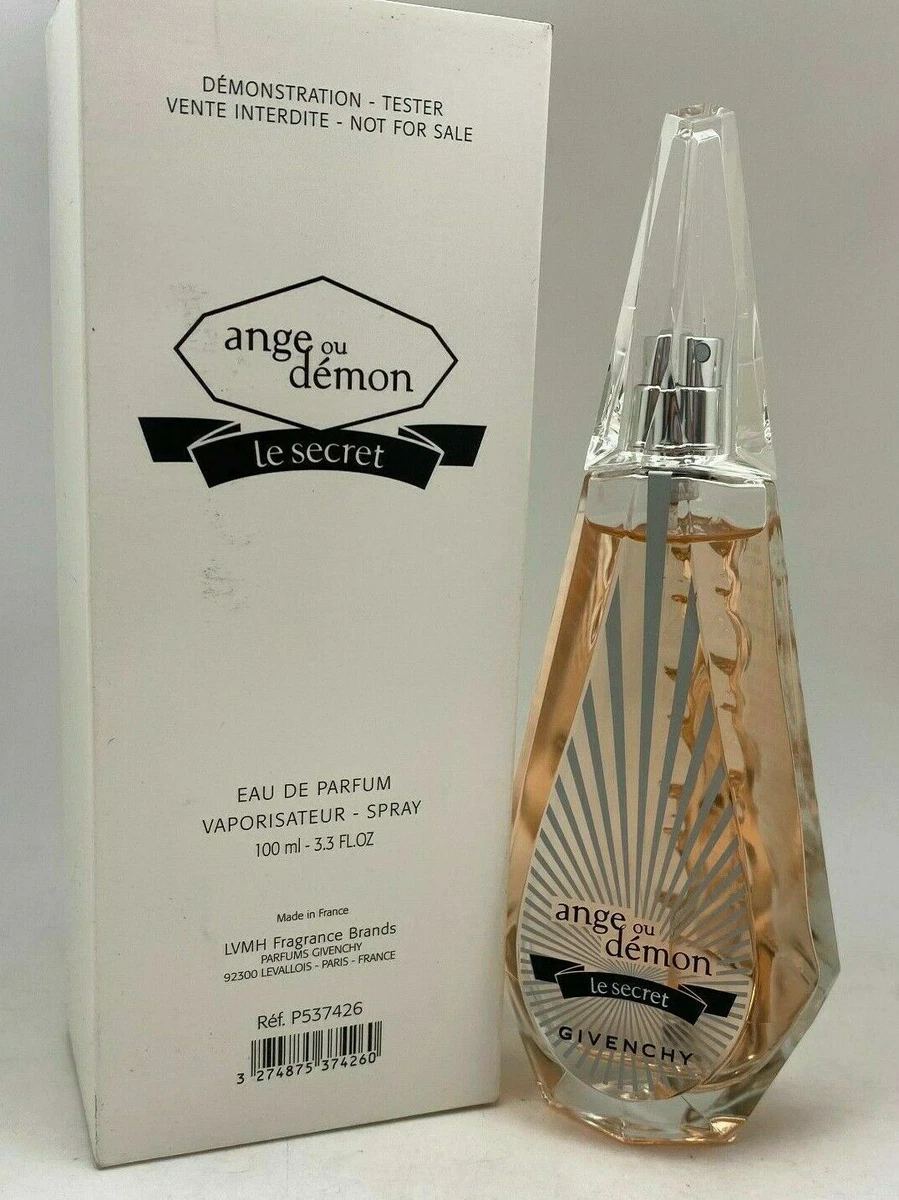 DÉMONSTRATION - TESTER
VENTE INTERDITE - NOT FOR SALE
ange ou
démon
le secret
EAU DE PARFUM
VAPORISATEUR - SPRAY
100 ml - 3.3 FL.OZ
Made in France
LVMH Fragrance Brands
PARFUMS GIVENCHY
92300 LEVALLOIS - PARIS - FRANCE
Réf. P537426
3 274875 374260
ange ou
démon
le secret
GIVENCHY